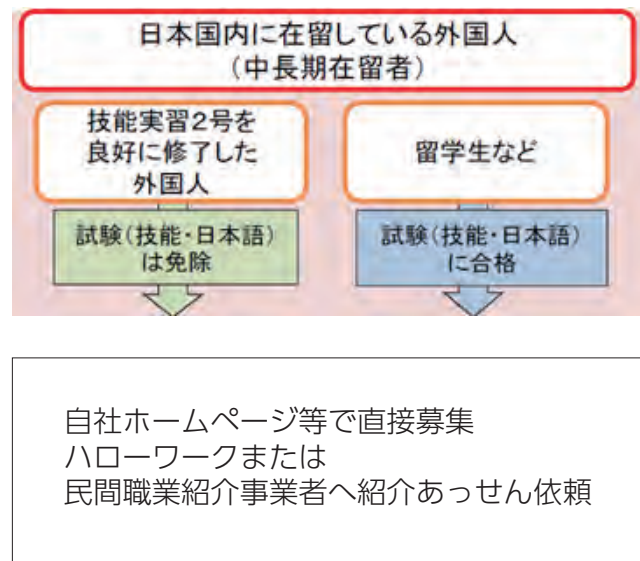 日本国内に在留している外国人
（中長期在留者）
技能実習2号を
良好に修了した
外国人
留学生など
試験（技能・日本語）
は免除
試験（技能・日本語）
に合格
自社ホームページ等で直接募集
ハローワークまたは
民間職業紹介事業者へ紹介あっせん依頼